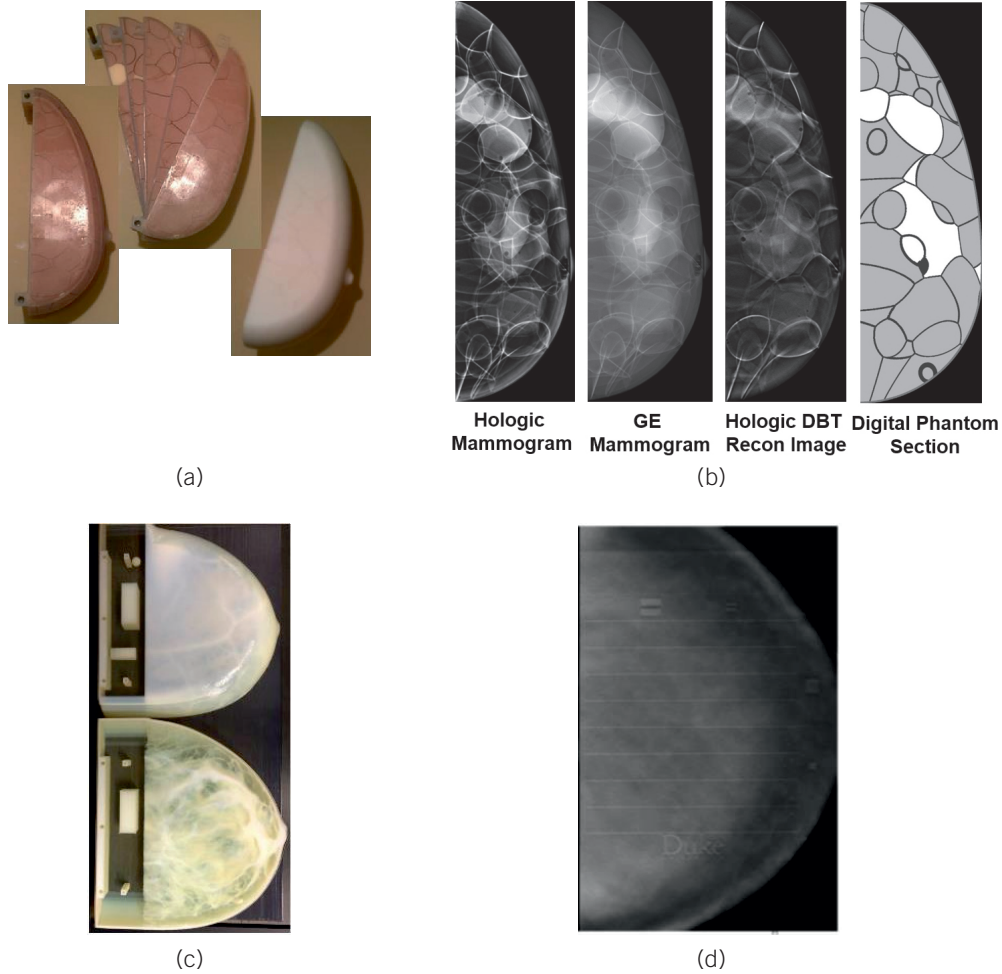 Hologic
Mammogram
GE
Mammogram
Hologic DBT
Recon Image
Digital Phantom
Section
(a)
(b)
Duke
(c)
(d)